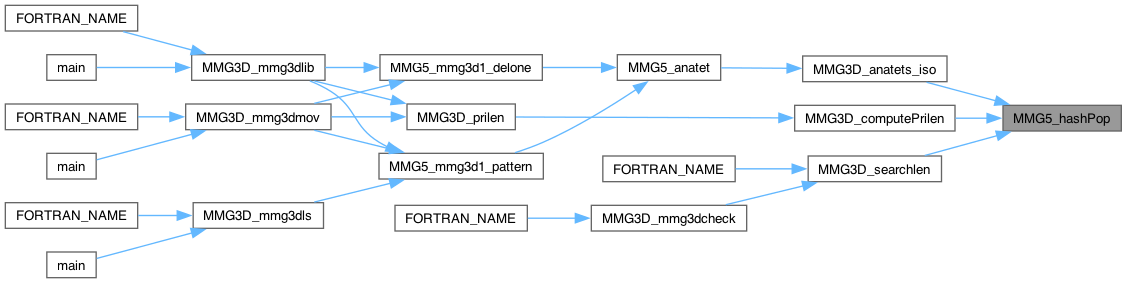 FORTRAN_NAME
main
MMG3D_mmg3dlib
MMG5_mmg3d1_delone
MMG5_anatet
MMG3D_anatets_iso
FORTRAN_NAME
MMG3D_mmg3dmov
MMG3D_prilen
MMG3D_computePrilen
MMG5_hashPop
main
MMG5_mmg3d1_pattern
FORTRAN_NAME
MMG3D_searchlen
FORTRAN_NAME
MMG3D_mmg3dls
FORTRAN_NAME
MMG3D_mmg3dcheck
main